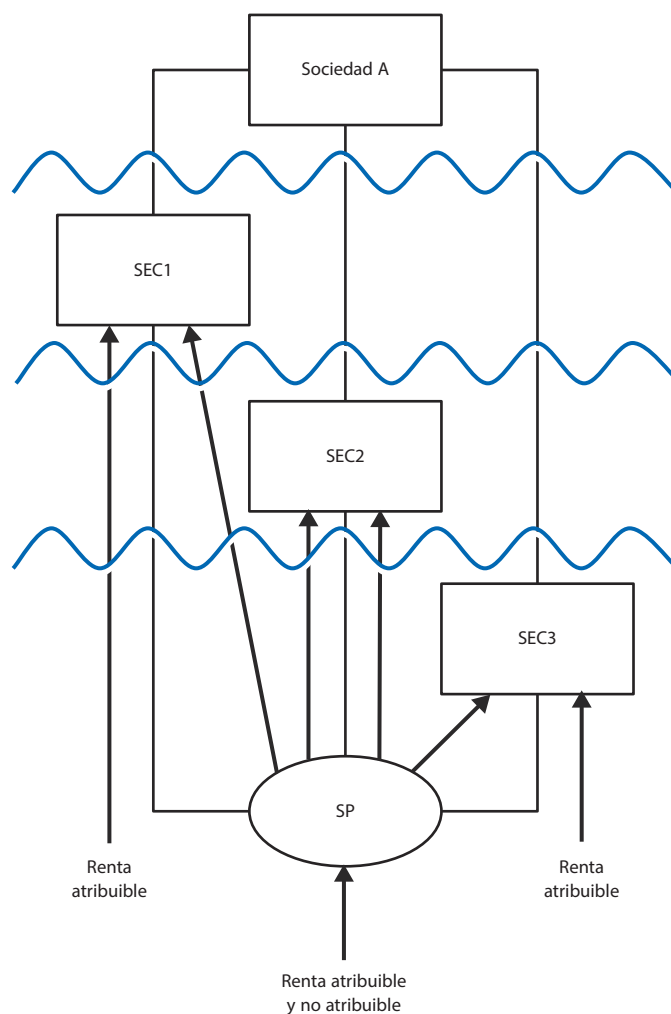 Sociedad A
SEC1
SEC2
SEC3
SP
Renta
atribuible
Renta
atribuible
Renta atribuible
y no atribuible